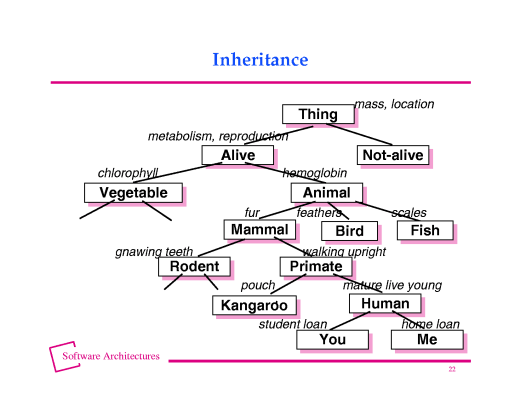 Inheritance
mass, location
Thing
metabolism, reproduction
Alive
Not-alive
chlorophyll
hemoglobin
Vegetable
Animal
fur
feathers
scales
Mammal
Bird
Fish
gnawing teeth
walking upright
Rodent
Primate
pouch
mature live young
Kangaroo
Human
student loan
home loan
You
Me
Software Architectures
22